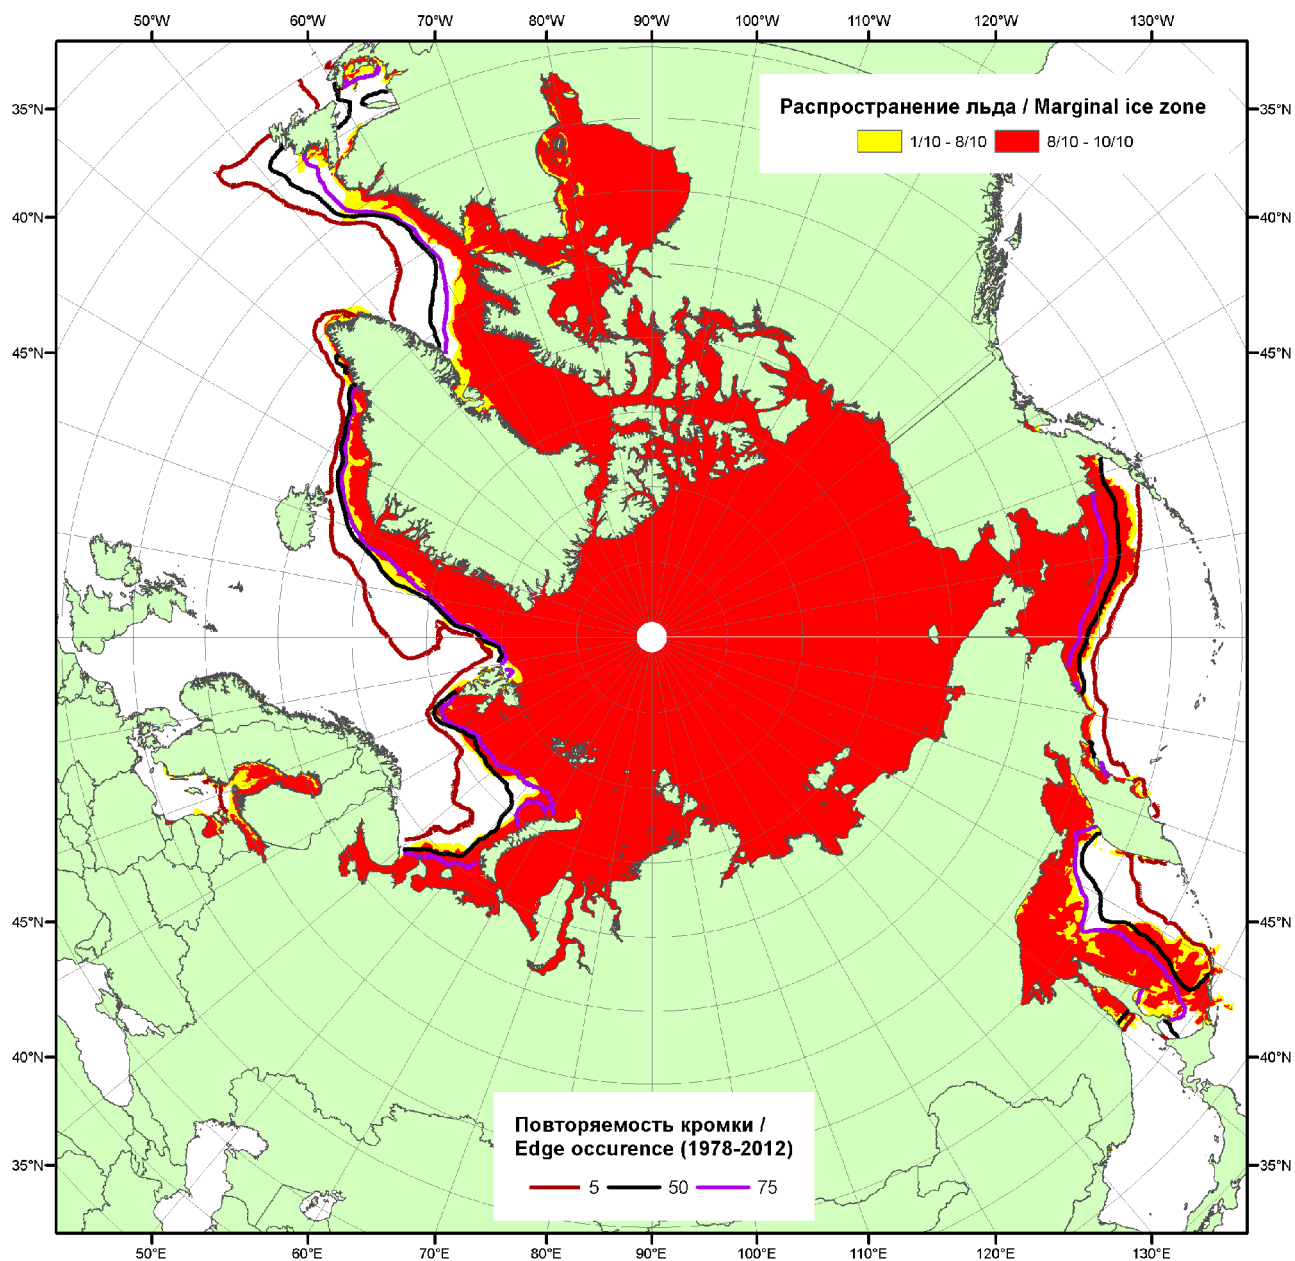 50°W 60°W 70°W 80°W 90°W 100°W 110°W 120°W 130°W
35°N 35°N
Распространение льда / Marginal ice zone
1/10 - 8/10 8/10 - 10/10
40°N 40°N
45°N 45°N
45°N 45°N
40°N 40°N
Повторяемость кромки /
Edge occurence (1978-2012)
35°N 35°N
5 50 75
50°E 60°E 70°E 80°E 90°E 100°E 110°E 120°E 130°E